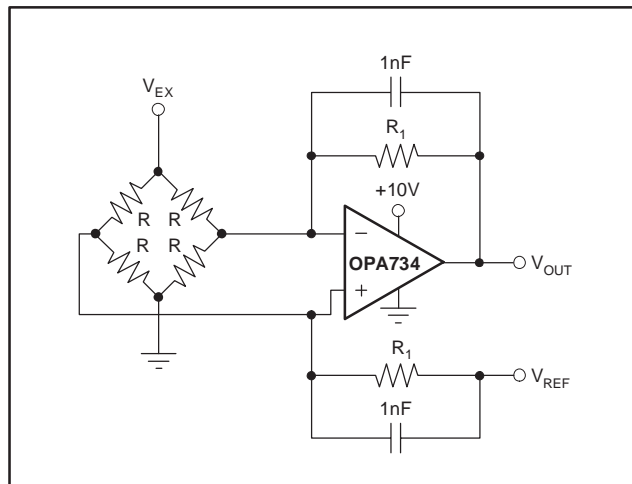 1nF
V_EX
R_1
+10V
R R
R R
−
OPA734
+
V_OUT
R_1
V_REF
1nF